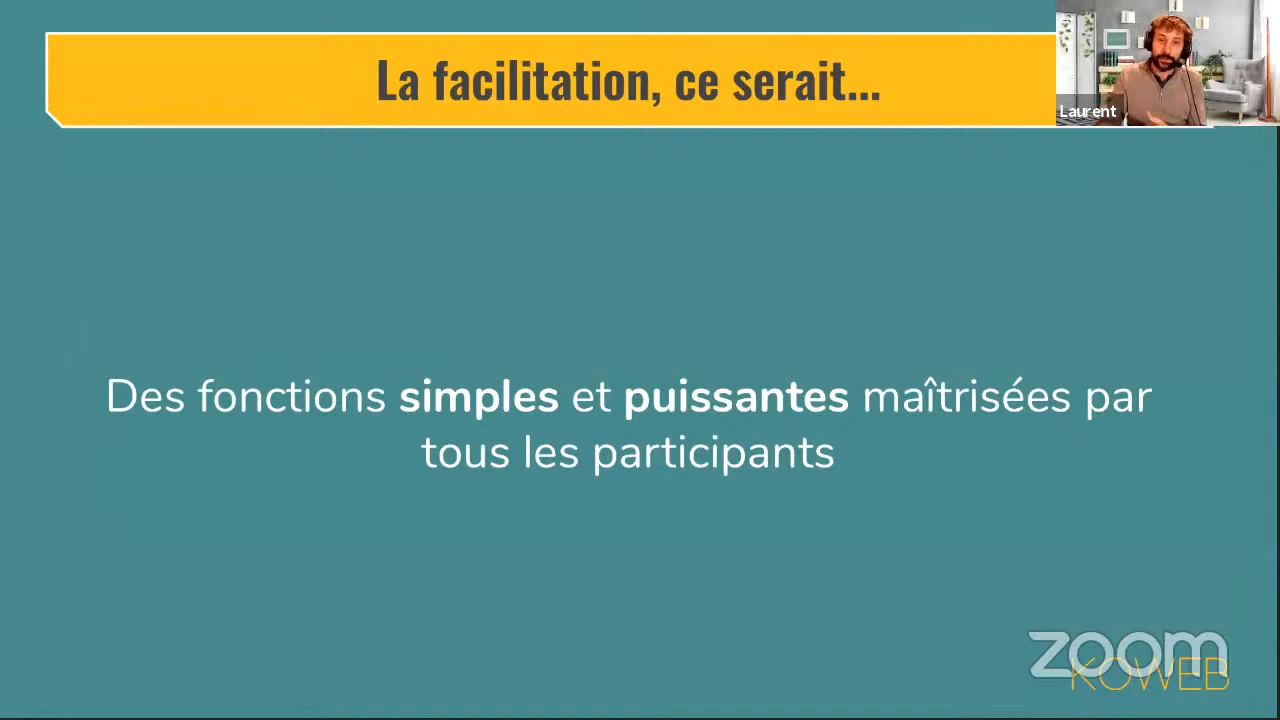 La facilitation, ce serait...
Laurent
Des fonctions simples et puissantes maîtrisées par
tous les participants
zoom
KOWEB